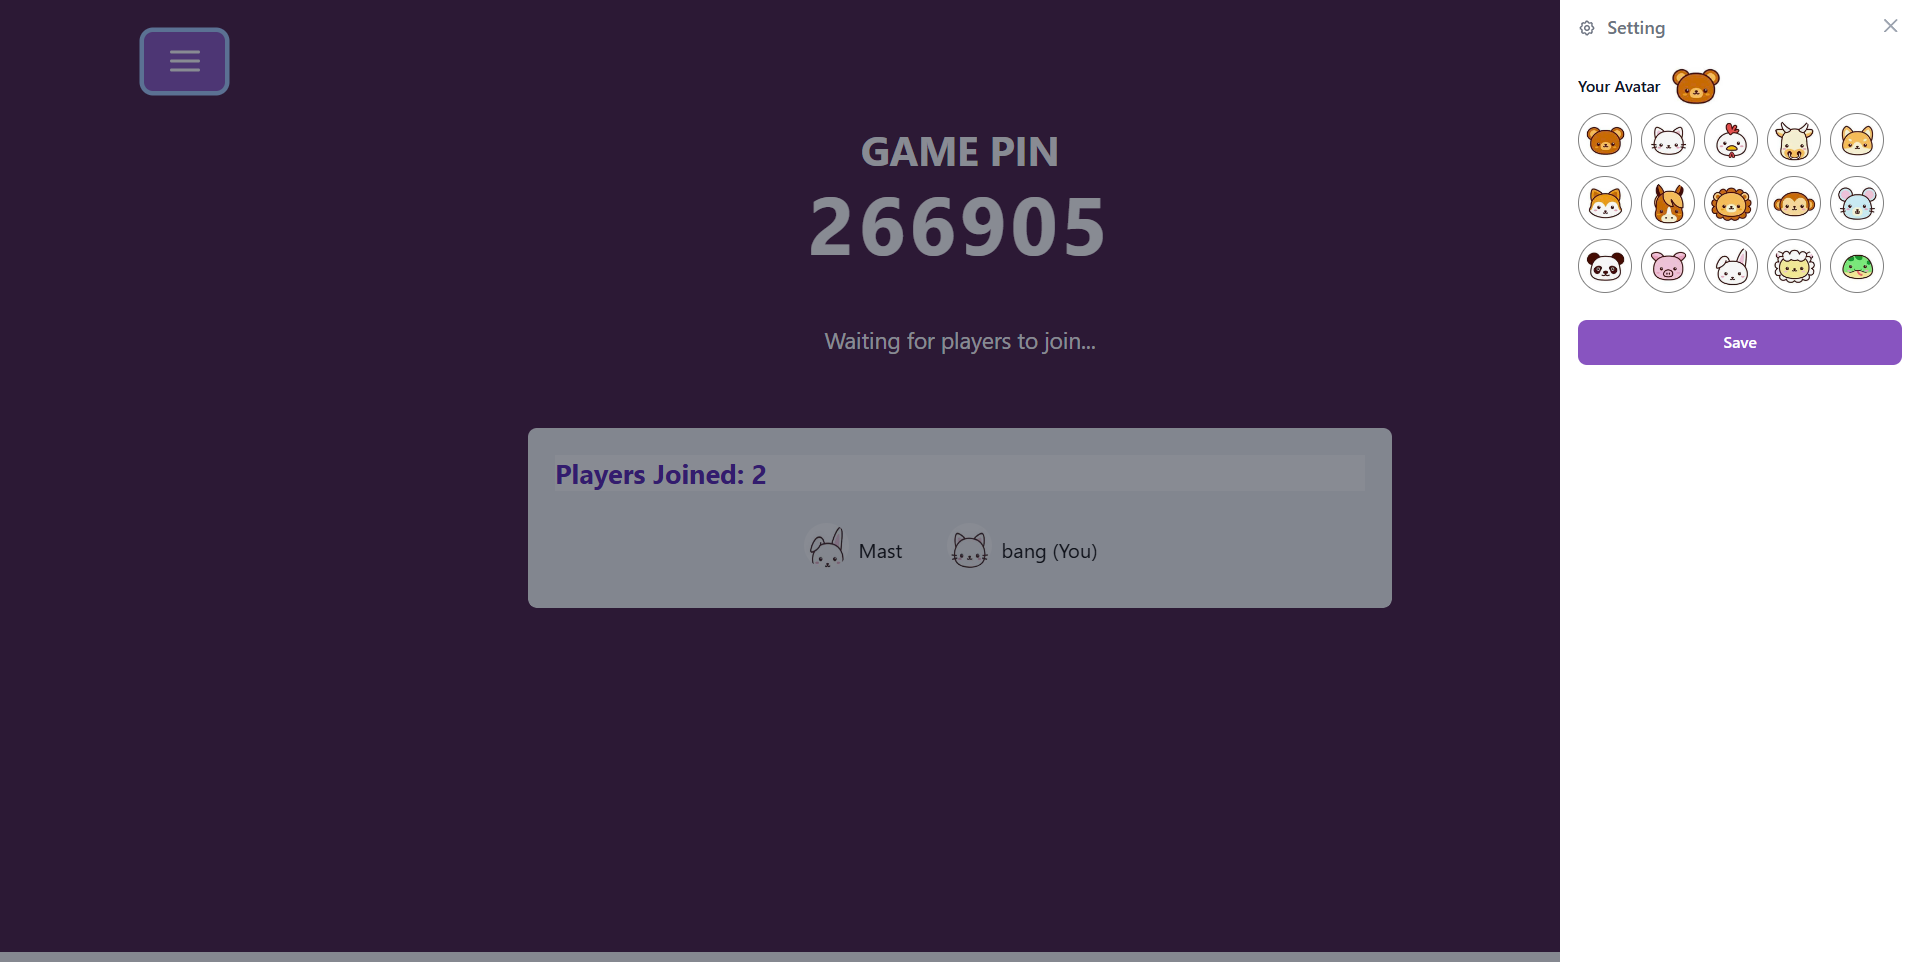 GAME PIN
266905
Waiting for players to join...
Players Joined: 2
Mast
bang (You)
Setting
Your Avatar
Save